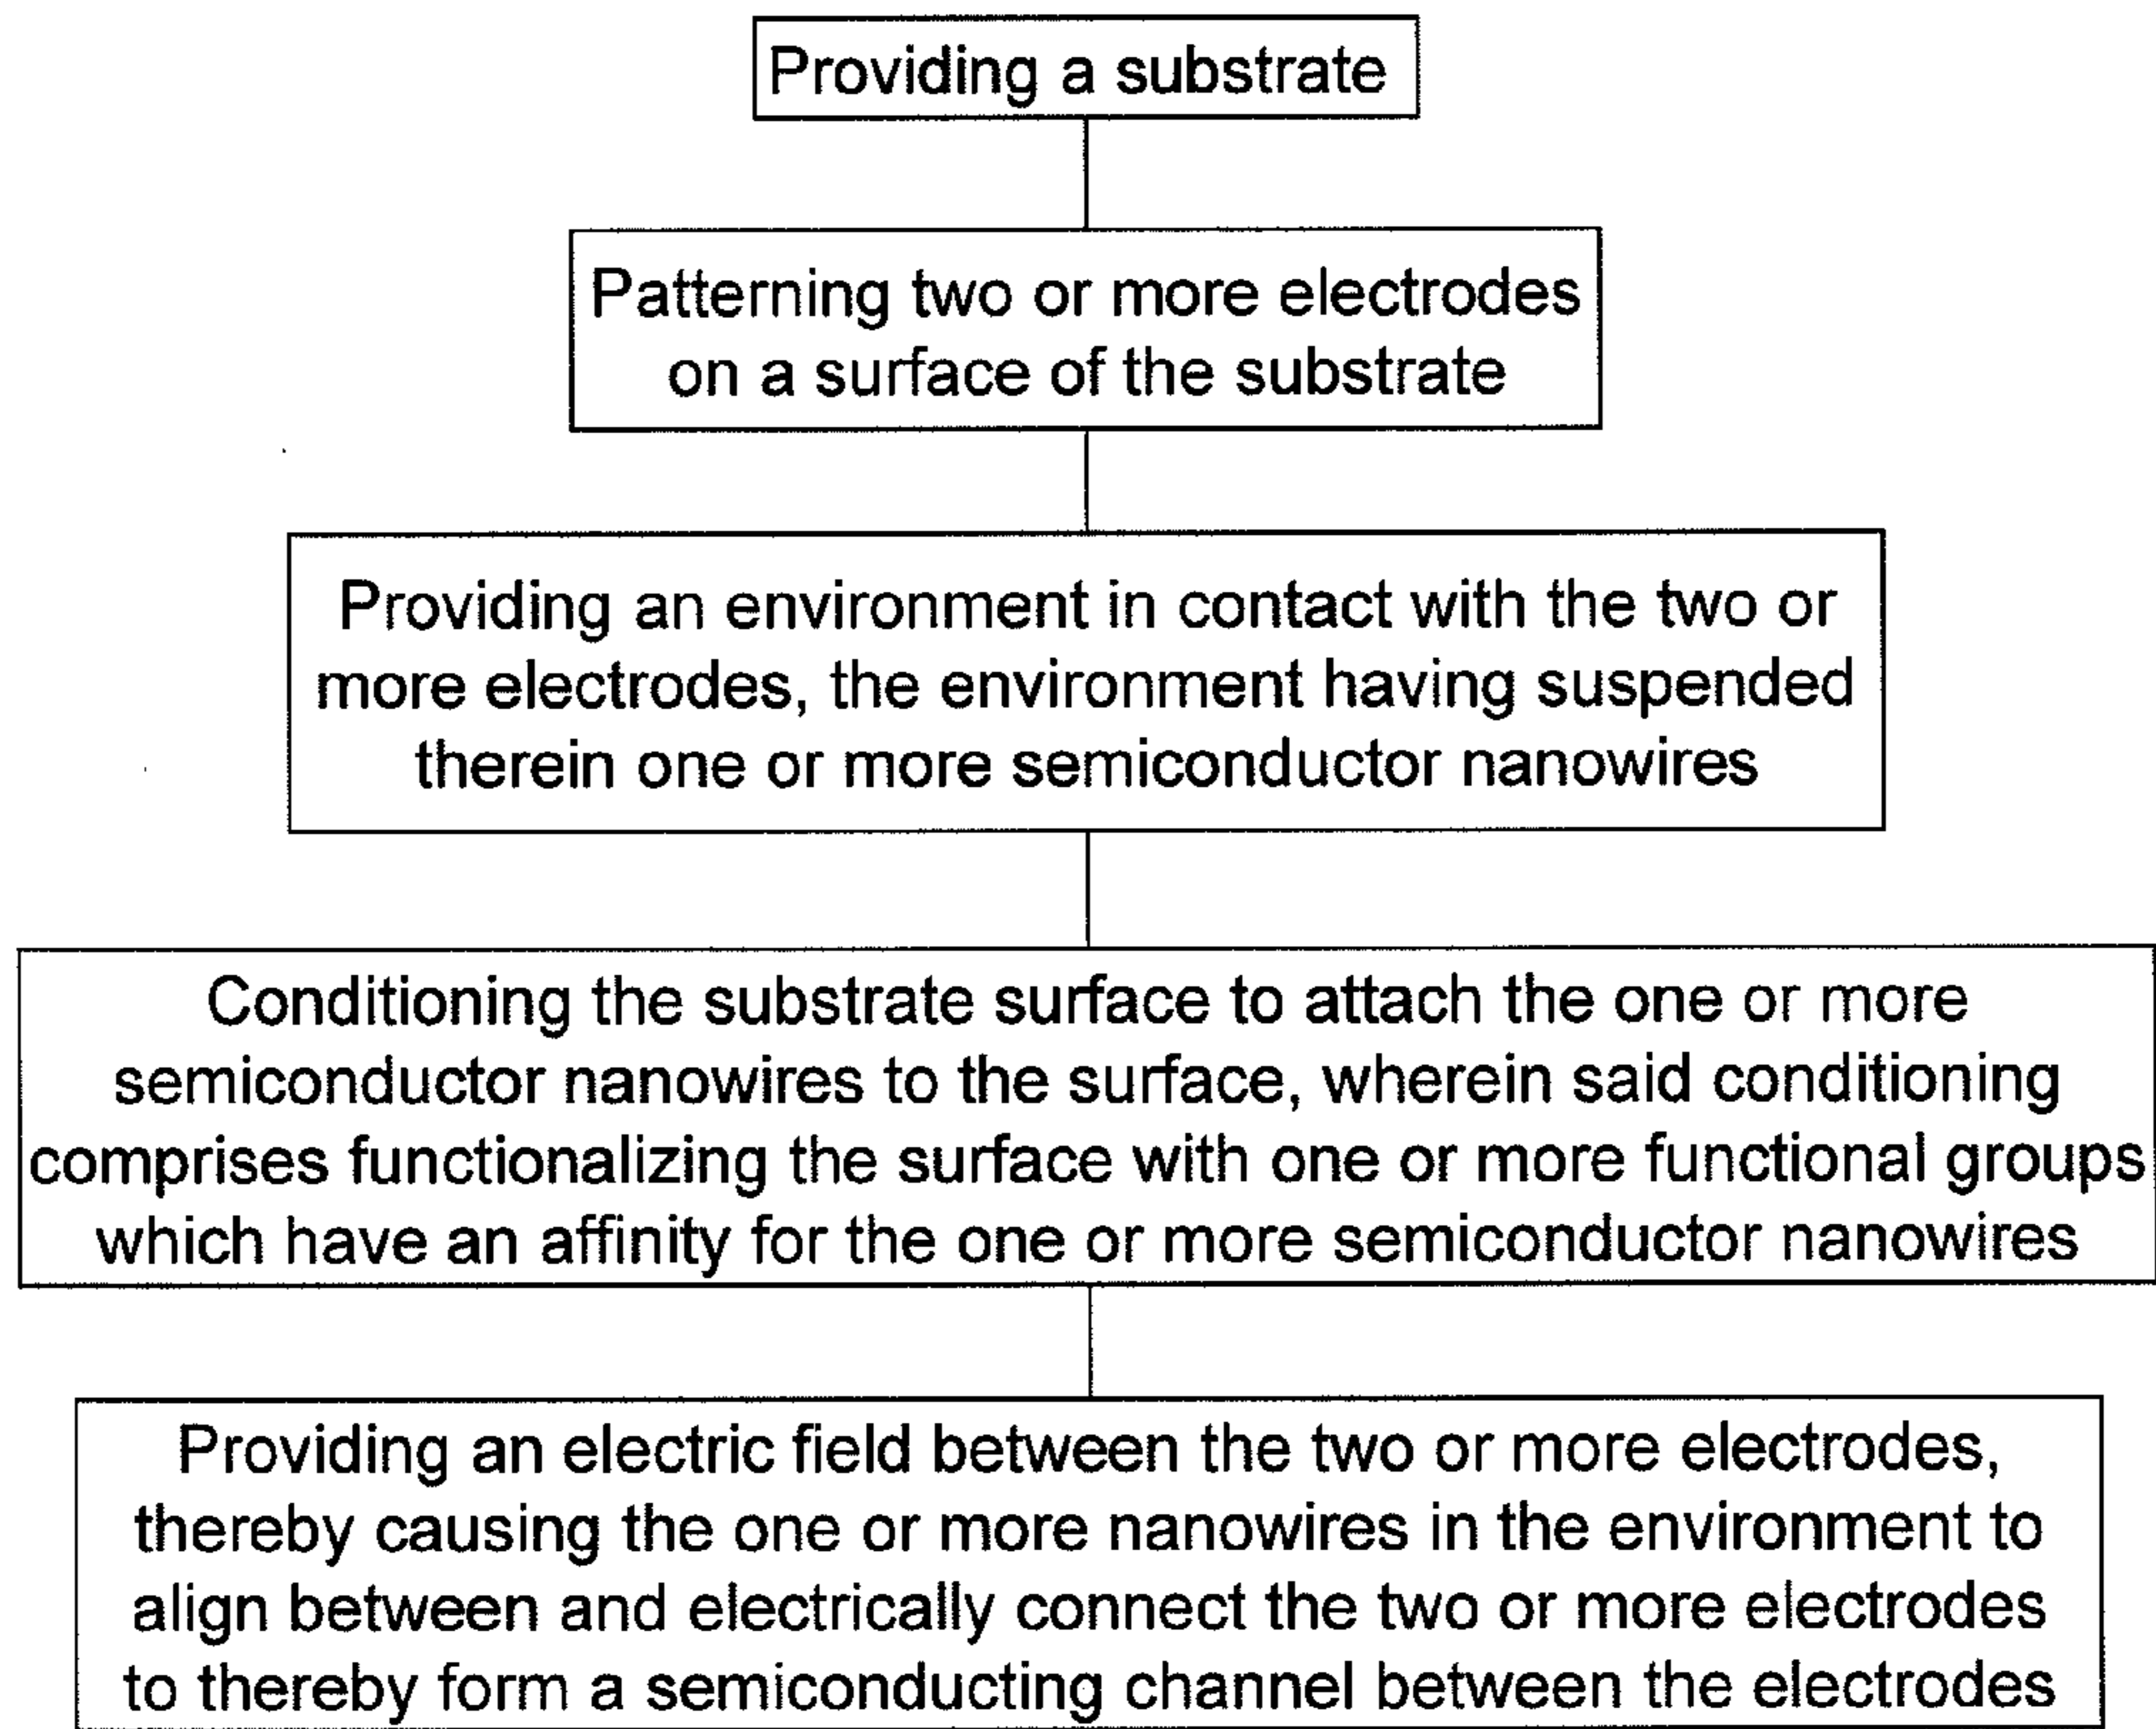 Providing a substrate
Patterning two or more electrodes
on a surface of the substrate
Providing an environment in contact with the two or
more electrodes, the environment having suspended
therein one or more semiconductor nanowires
Conditioning the substrate surface to attach the one or more
semiconductor nanowires to the surface, wherein said conditioning
comprises functionalizing the surface with one or more functional groups
which have an affinity for the one or more semiconductor nanowires
Providing an electric field between the two or more electrodes,
thereby causing the one or more nanowires in the environment to
align between and electrically connect the two or more electrodes
to thereby form a semiconducting channel between the electrodes